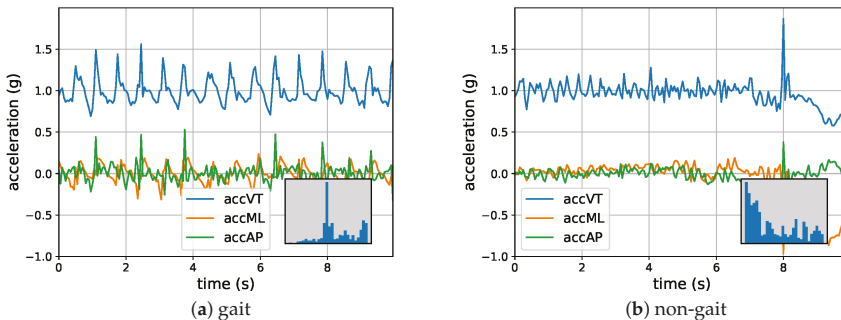 1.5
1.0
0.5
0.0
−0.5
−1.0
acceleration (g)
accVT
accML
accAP
0 2 4 6 8
time (s)
(a) gait
1.5
1.0
0.5
0.0
−0.5
−1.0
acceleration (g)
accVT
accML
accAP
0 2 4 6 8
time (s)
(b) non-gait